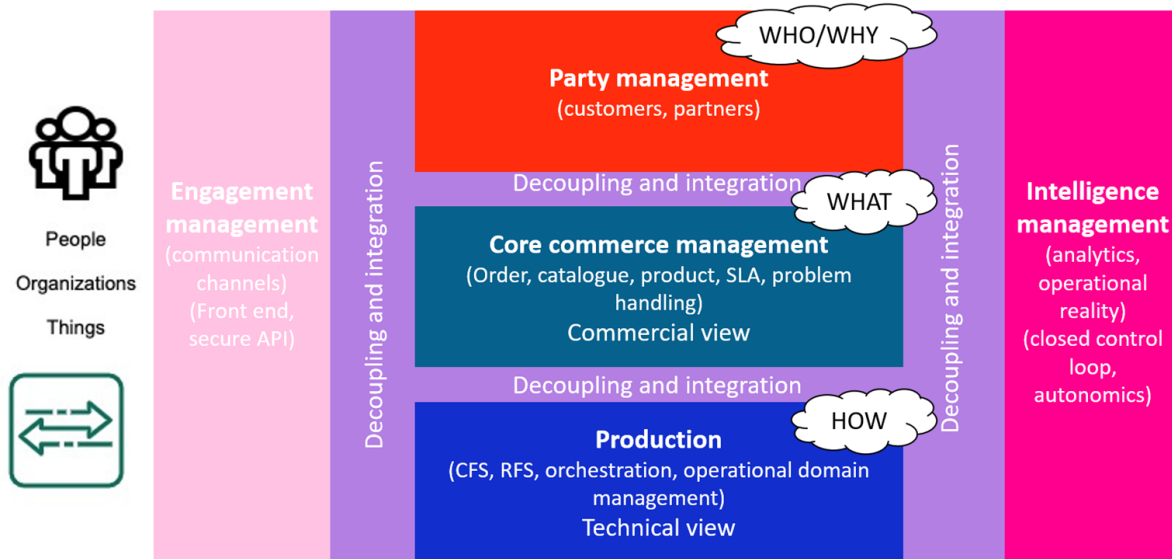 People
Organizations
Things
Engagement
management
(communication
channels)
(Front end,
secure API)
Decoupling and integration
WHO/WHY
Party management
(customers, partners)
Decoupling and integration
WHAT
Core commerce management
(Order, catalogue, product, SLA, problem
handling)
Commercial view
Decoupling and integration
HOW
Production
(CFS, RFS, orchestration, operational domain
management)
Technical view
Decoupling and integration
Intelligence
management
(analytics,
operational
reality)
(closed control
loop,
autonomics)